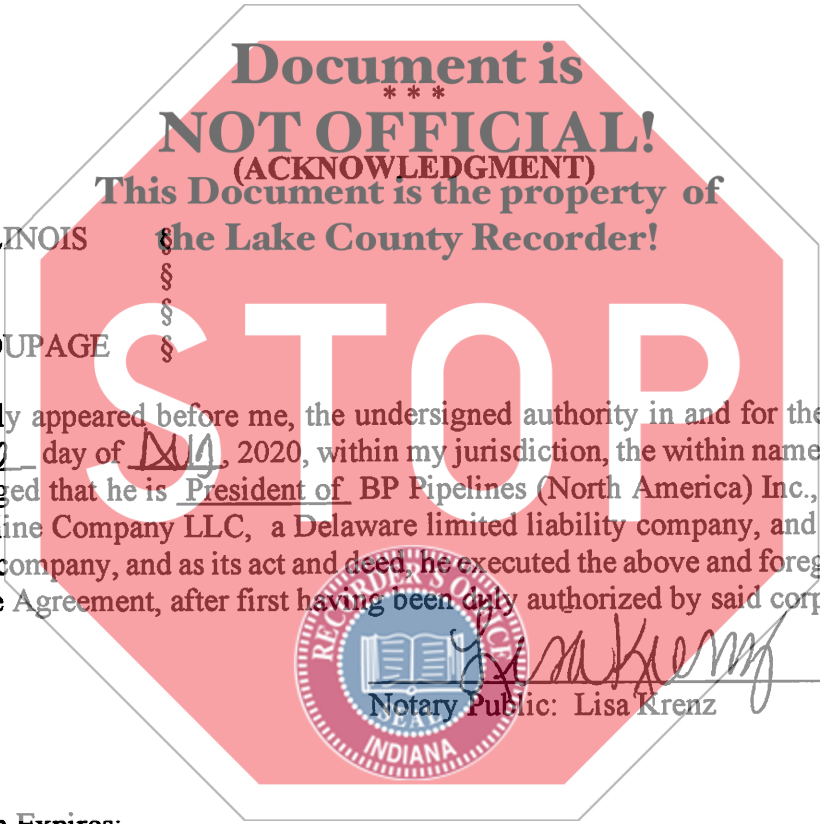 Document is
* * *
NOT OFFICIAL!
(ACKNOWLEDGMENT)
This Document is the property of
the Lake County Recorder!
LINOIS §
§
§
UPAGE §
STOP
ly appeared before me, the undersigned authority in and for the
day of , 2020, within my jurisdiction, the within name
ged that he is President of BP Pipelines (North America) Inc.,
ine Company LLC, a Delaware limited liability company, and
company, and as its act and deed, he executed the above and foreg
e Agreement, after first having been duly authorized by said corp
Lisa Krenz
RECORDER'S OFFICE
SEAL
INDIANA
Notary Public: Lisa Krenz
n Expires: